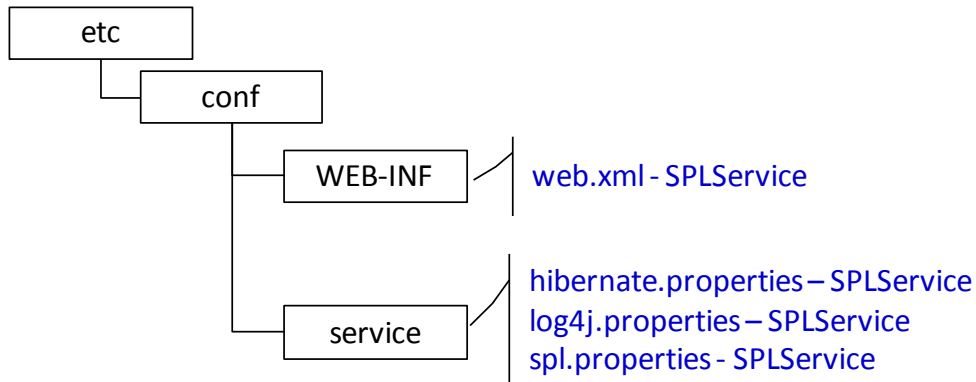 etc
conf
WEB-INF
web.xml - SPLService
hibernate.properties – SPLService
log4j.properties – SPLService
service
spl.properties - SPLService